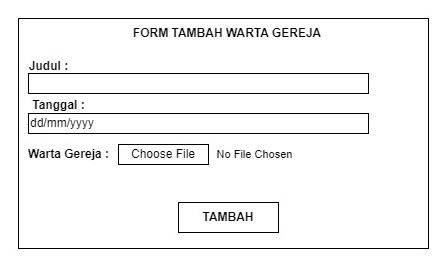 FORM TAMBAH WARTA GEREJA
Judul :
Tanggal :
dd/mm/yyyy
Warta Gereja : Choose File No File Chosen
TAMBAH